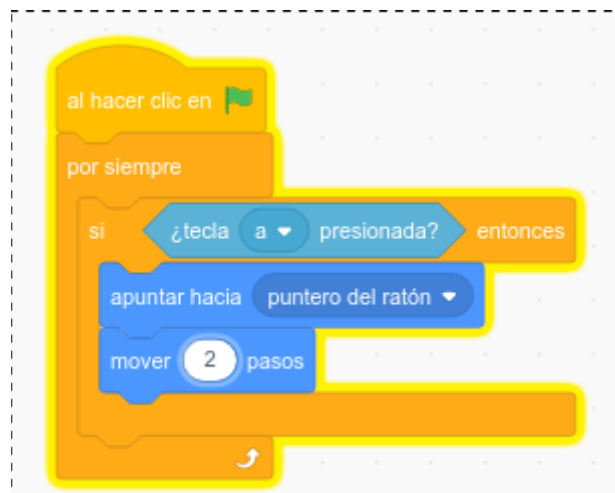 al hacer clic en
por siempre
si ¿tecla a presionada? entonces
apuntar hacia puntero del ratón
mover 2 pasos